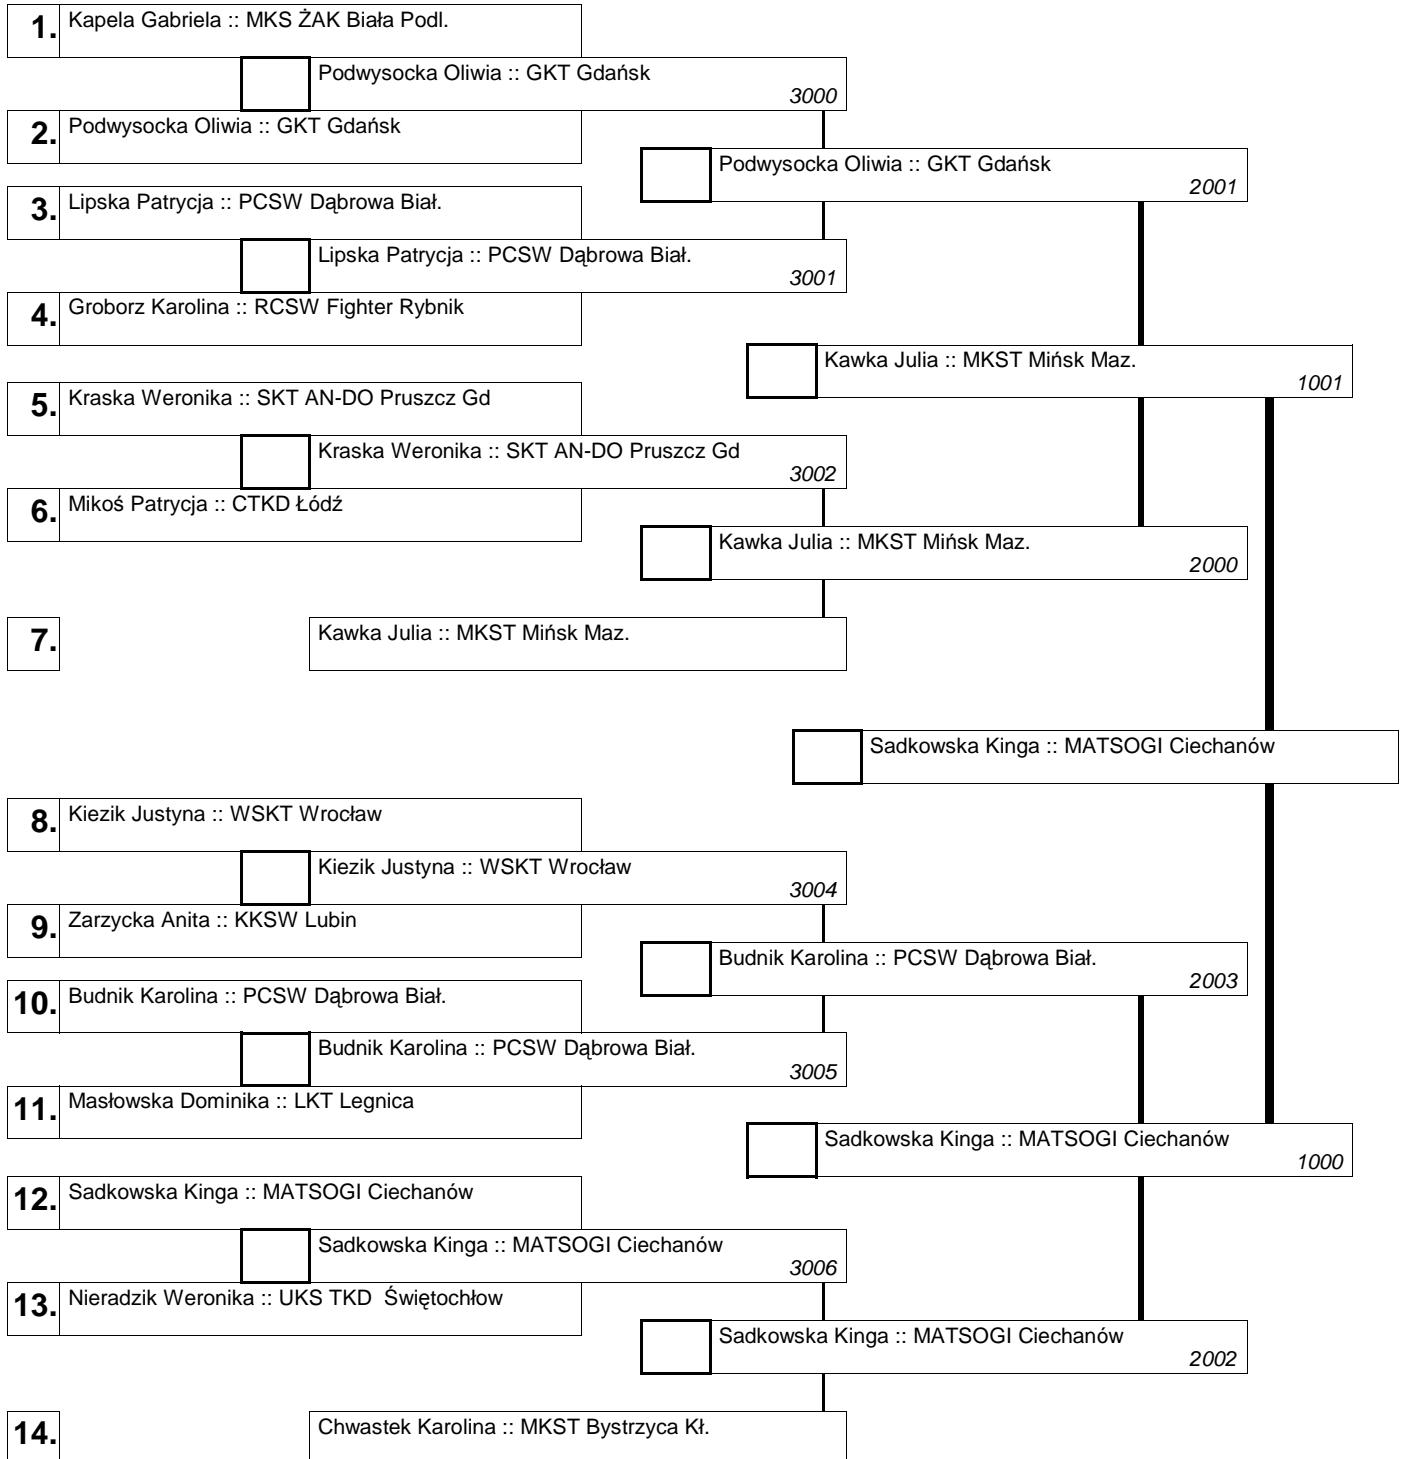 1. Kapela Gabriela :: MKS ŻAK Biała Podl.
Podwysocka Oliwia :: GKT Gdańsk
3000
2. Podwysocka Oliwia :: GKT Gdańsk
Podwysocka Oliwia :: GKT Gdańsk
2001
3. Lipska Patrycja :: PCSW Dąbrowa Biał.
Lipska Patrycja :: PCSW Dąbrowa Biał.
3001
4. Groborz Karolina :: RCSW Fighter Rybnik
Kawka Julia :: MKST Mińsk Maz.
1001
5. Kraska Weronika :: SKT AN-DO Pruszcz Gd
Kraska Weronika :: SKT AN-DO Pruszcz Gd
3002
6. Mikoś Patrycja :: CTKD Łódź
Kawka Julia :: MKST Mińsk Maz.
2000
7. Kawka Julia :: MKST Mińsk Maz.
Sadkowska Kinga :: MATSOGI Ciechanów
8. Kiezik Justyna :: WSKT Wrocław
Kiezik Justyna :: WSKT Wrocław
3004
9. Zarzycka Anita :: KKSW Lubin
Budnik Karolina :: PCSW Dąbrowa Biał.
2003
10. Budnik Karolina :: PCSW Dąbrowa Biał.
Budnik Karolina :: PCSW Dąbrowa Biał.
3005
11. Masłowska Dominika :: LKT Legnica
Sadkowska Kinga :: MATSOGI Ciechanów
1000
12. Sadkowska Kinga :: MATSOGI Ciechanów
Sadkowska Kinga :: MATSOGI Ciechanów
3006
13. Nieradzik Weronika :: UKS TKD  Świętochłow
Sadkowska Kinga :: MATSOGI Ciechanów
2002
14. Chwastek Karolina :: MKST Bystrzyca Kł.